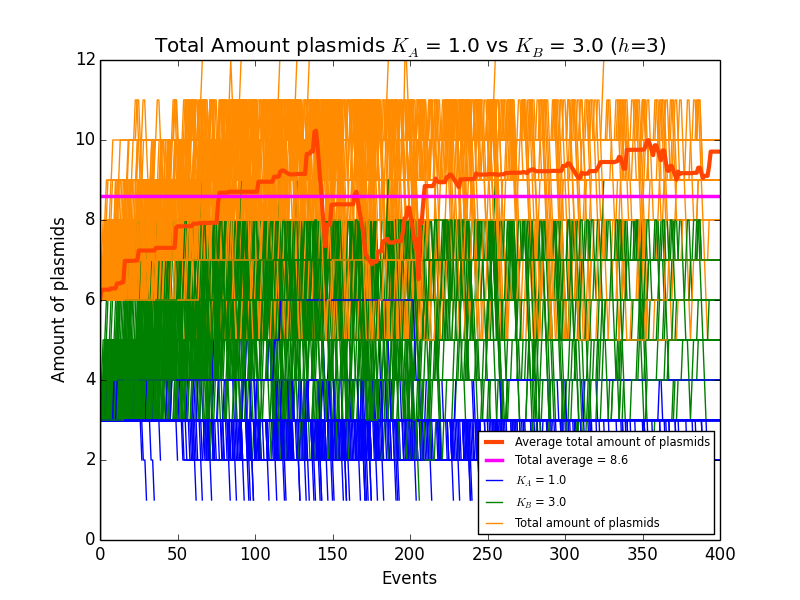 Total Amount plasmids K_A = 1.0 vs K_B = 3.0 (h=3)
Amount of plasmids
12
10
8
6
4
2
0
Average total amount of plasmids
Total average = 8.6
K_A = 1.0
K_B = 3.0
Total amount of plasmids
0 50 100 150 200 250 300 350 400
Events